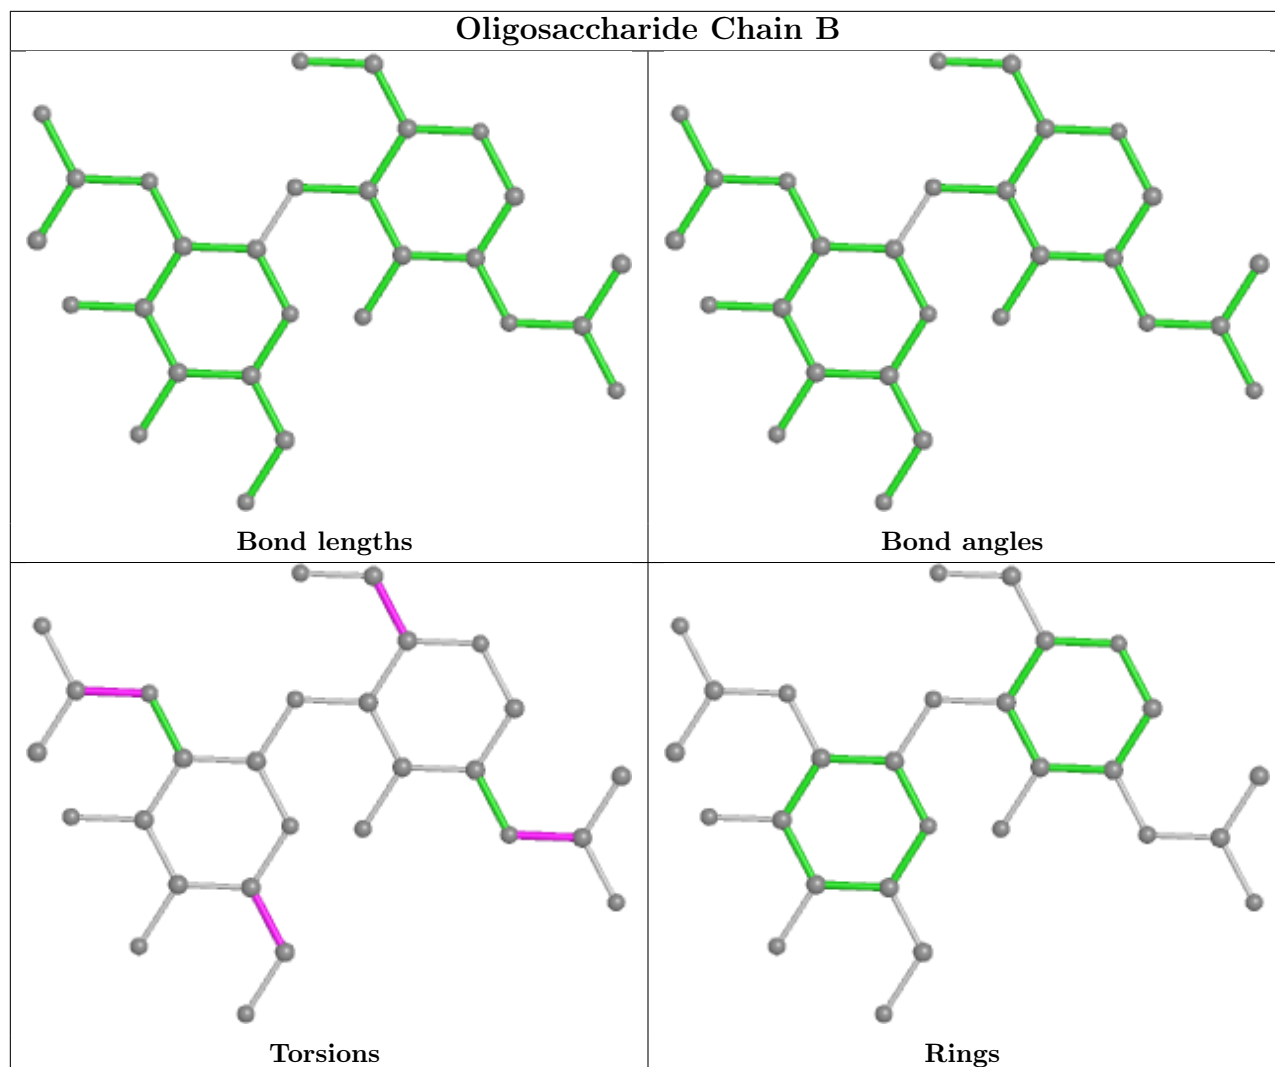 Oligosaccharide Chain B
Bond lengths
Bond angles
Torsions
Rings